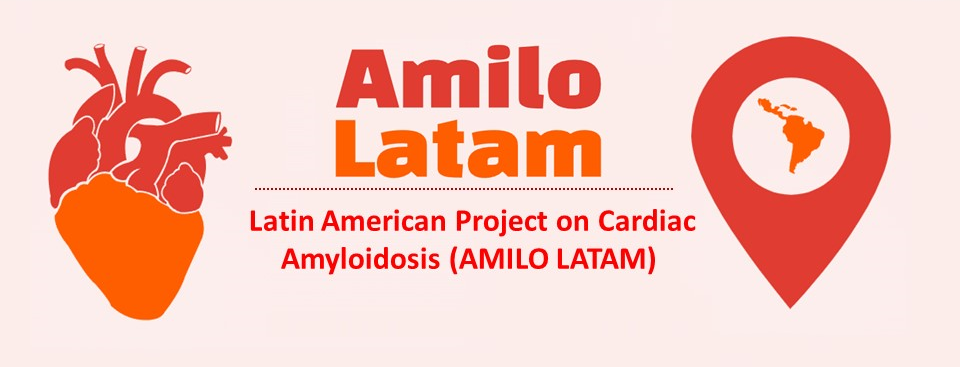 Amilo
Latam
Latin American Project on Cardiac
Amyloidosis (AMILO LATAM)